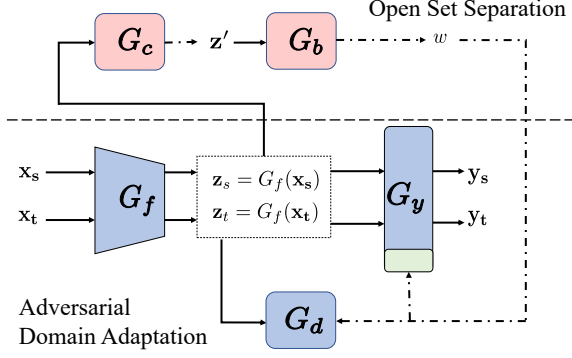 Open Set Separation
G_c
z′
G_b
w
x_s
x_t
G_f
z_s = G_f(x_s)
z_t = G_f(x_t)
G_y
y_s
y_t
G_d
Adversarial
Domain Adaptation